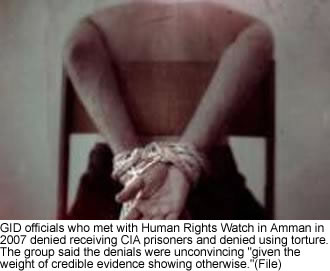 GID officials who met with Human Rights Watch in Amman in
2007 denied receiving CIA prisoners and denied using torture.
The group said the denials were unconvincing "given the
weight of credible evidence showing otherwise."(File)